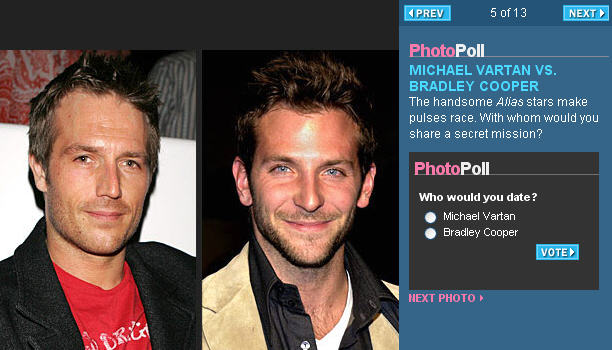 PREV
5 of 13
NEXT
PhotoPoll
MICHAEL VARTAN VS.
BRADLEY COOPER
The handsome Alias stars make
pulses race. With whom would you
share a secret mission?
PhotoPoll
Who would you date?
Michael Vartan
Bradley Cooper
VOTE
NEXT PHOTO